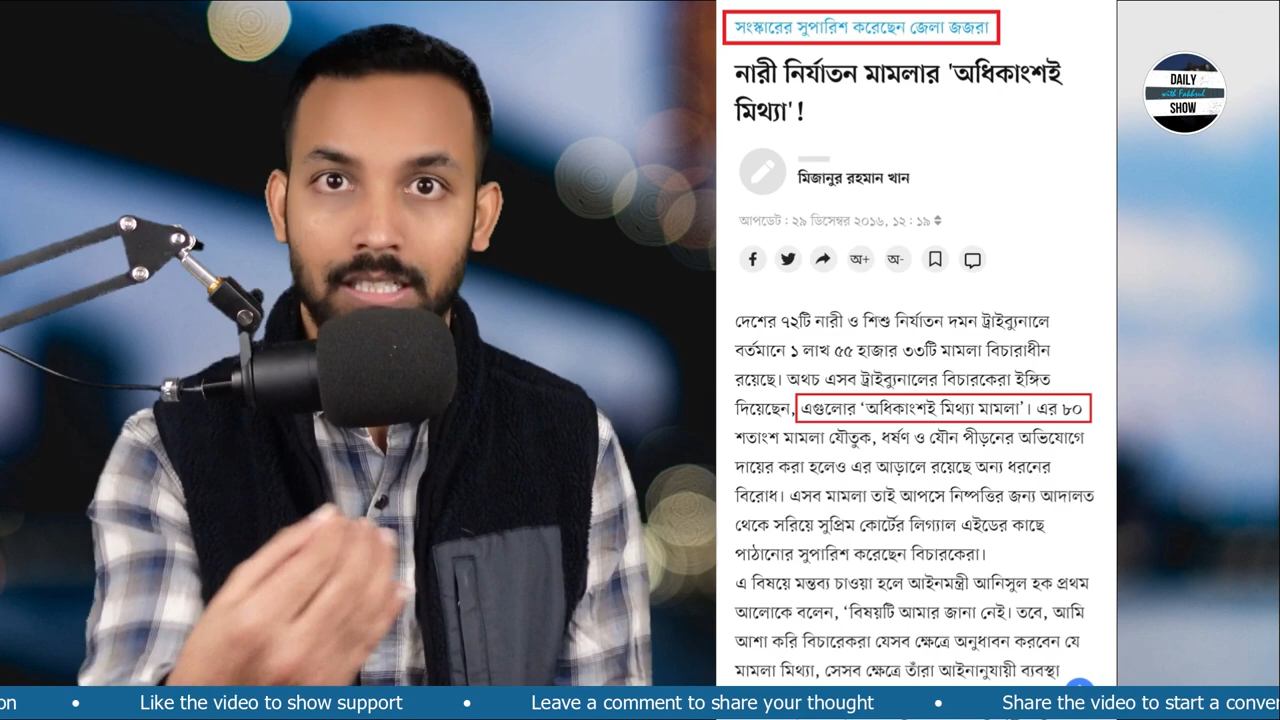 সংস্কারের সুপারিশ করেছেন জেলা জজরা
নারী নির্যাতন মামলার 'অধিকাংশই
মিথ্যা'!
মিজানুর রহমান খান
আপডেট : ২৯ ডিসেম্বর ২০১৬, ১২ : ১৯
অ+ অ-
দেশের ৭২টি নারী ও শিশু নির্যাতন দমন ট্রাইব্যুনালে
বর্তমানে ১ লাখ ৫৫ হাজার ৩৩টি মামলা বিচারাধীন
রয়েছে। অথচ এসব ট্রাইব্যুনালের বিচারকেরা ইঙ্গিত
দিয়েছেন, এগুলোর ‘অধিকাংশই মিথ্যা মামলা’। এর ৮০
শতাংশ মামলা যৌতুক, ধর্ষণ ও যৌন পীড়নের অভিযোগে
দায়ের করা হলেও এর আড়ালে রয়েছে অন্য ধরনের
বিরোধ। এসব মামলা তাই আপসে নিষ্পত্তির জন্য আদালত
থেকে সরিয়ে সুপ্রিম কোর্টের লিগ্যাল এইডের কাছে
পাঠানোর সুপারিশ করেছেন বিচারকেরা।
এ বিষয়ে মন্তব্য চাওয়া হলে আইনমন্ত্রী আনিসুল হক প্রথম
আলোকে বলেন, ‘বিষয়টি আমার জানা নেই। তবে, আমি
আশা করি বিচারেকরা যেসব ক্ষেত্রে অনুধাবন করবেন যে
মামলা মিথ্যা, সেসব ক্ষেত্রে তাঁরা আইনানুযায়ী ব্যবস্থা
DAILY
with Fakhrul
SHOW
on • Like the video to show support • Leave a comment to share your thought • Share the video to start a conver